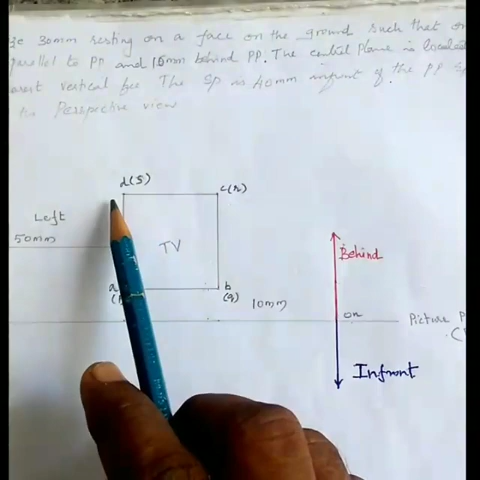 30mm resting on a face on the ground such that
parallel to PP and 10mm behind PP. The central Plane is
vertical The SP is 40mm infront of the PP
Perspective view
d(s)
c(r)
Left
50mm
TV
Behind
a
b
(q)
10mm
on
Picture
Infront